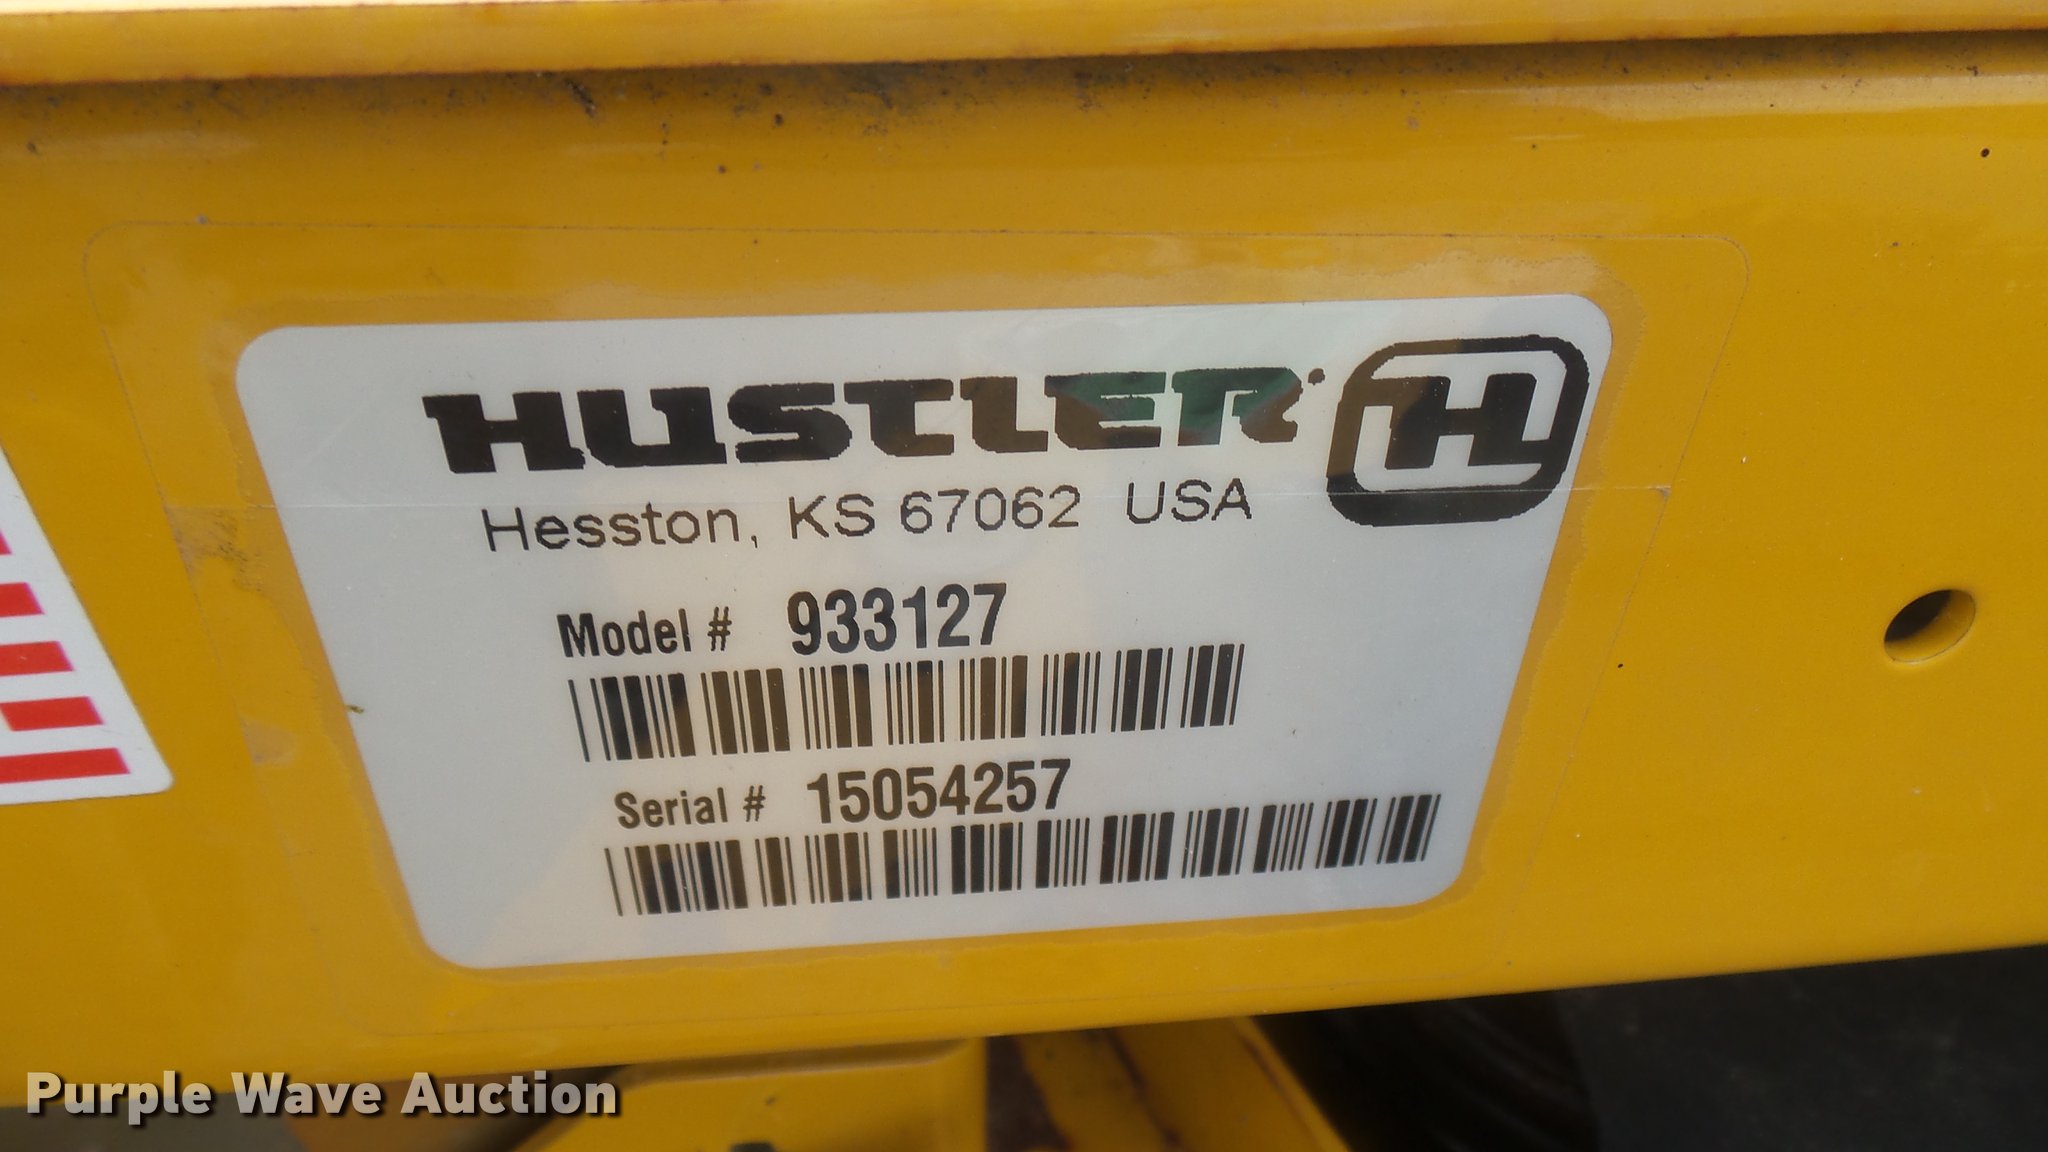 HUSTLER
H
Hesston, KS 67062 USA
Model # 933127
Serial # 15054257
Purple Wave Auction